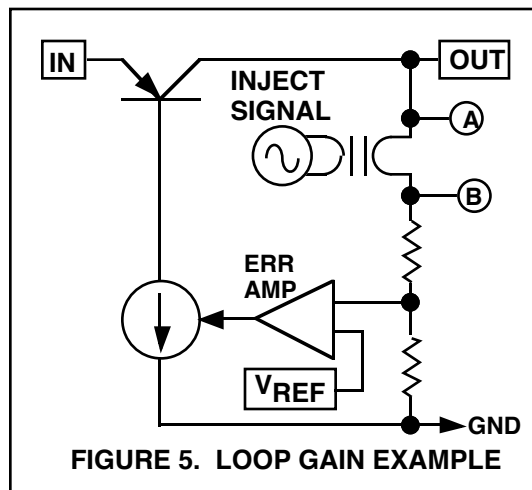 IN
OUT
INJECT
SIGNAL
A
B
ERR
AMP
VREF
GND
FIGURE 5. LOOP GAIN EXAMPLE